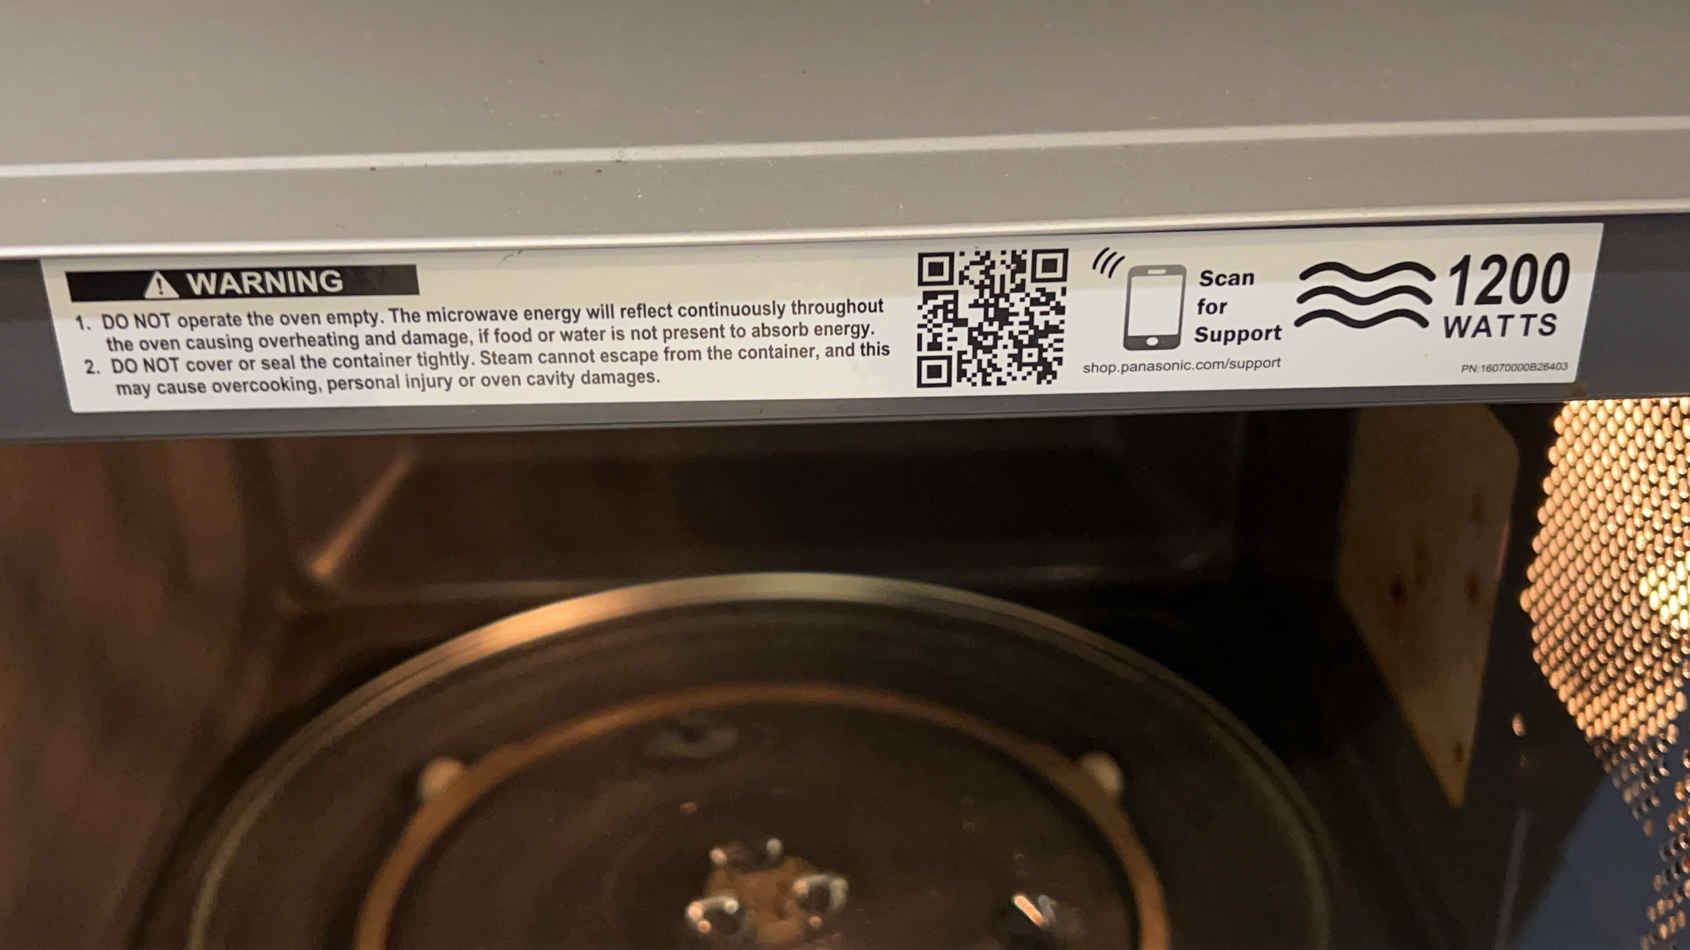 WARNING
1. DO NOT operate the oven empty. The microwave energy will reflect continuously throughout
the oven causing overheating and damage, if food or water is not present to absorb energy.
2. DO NOT cover or seal the container tightly. Steam cannot escape from the container, and this
may cause overcooking, personal injury or oven cavity damages.
Scan
for
Support
shop.panasonic.com/support
1200
WATTS
PN:16070000B26403